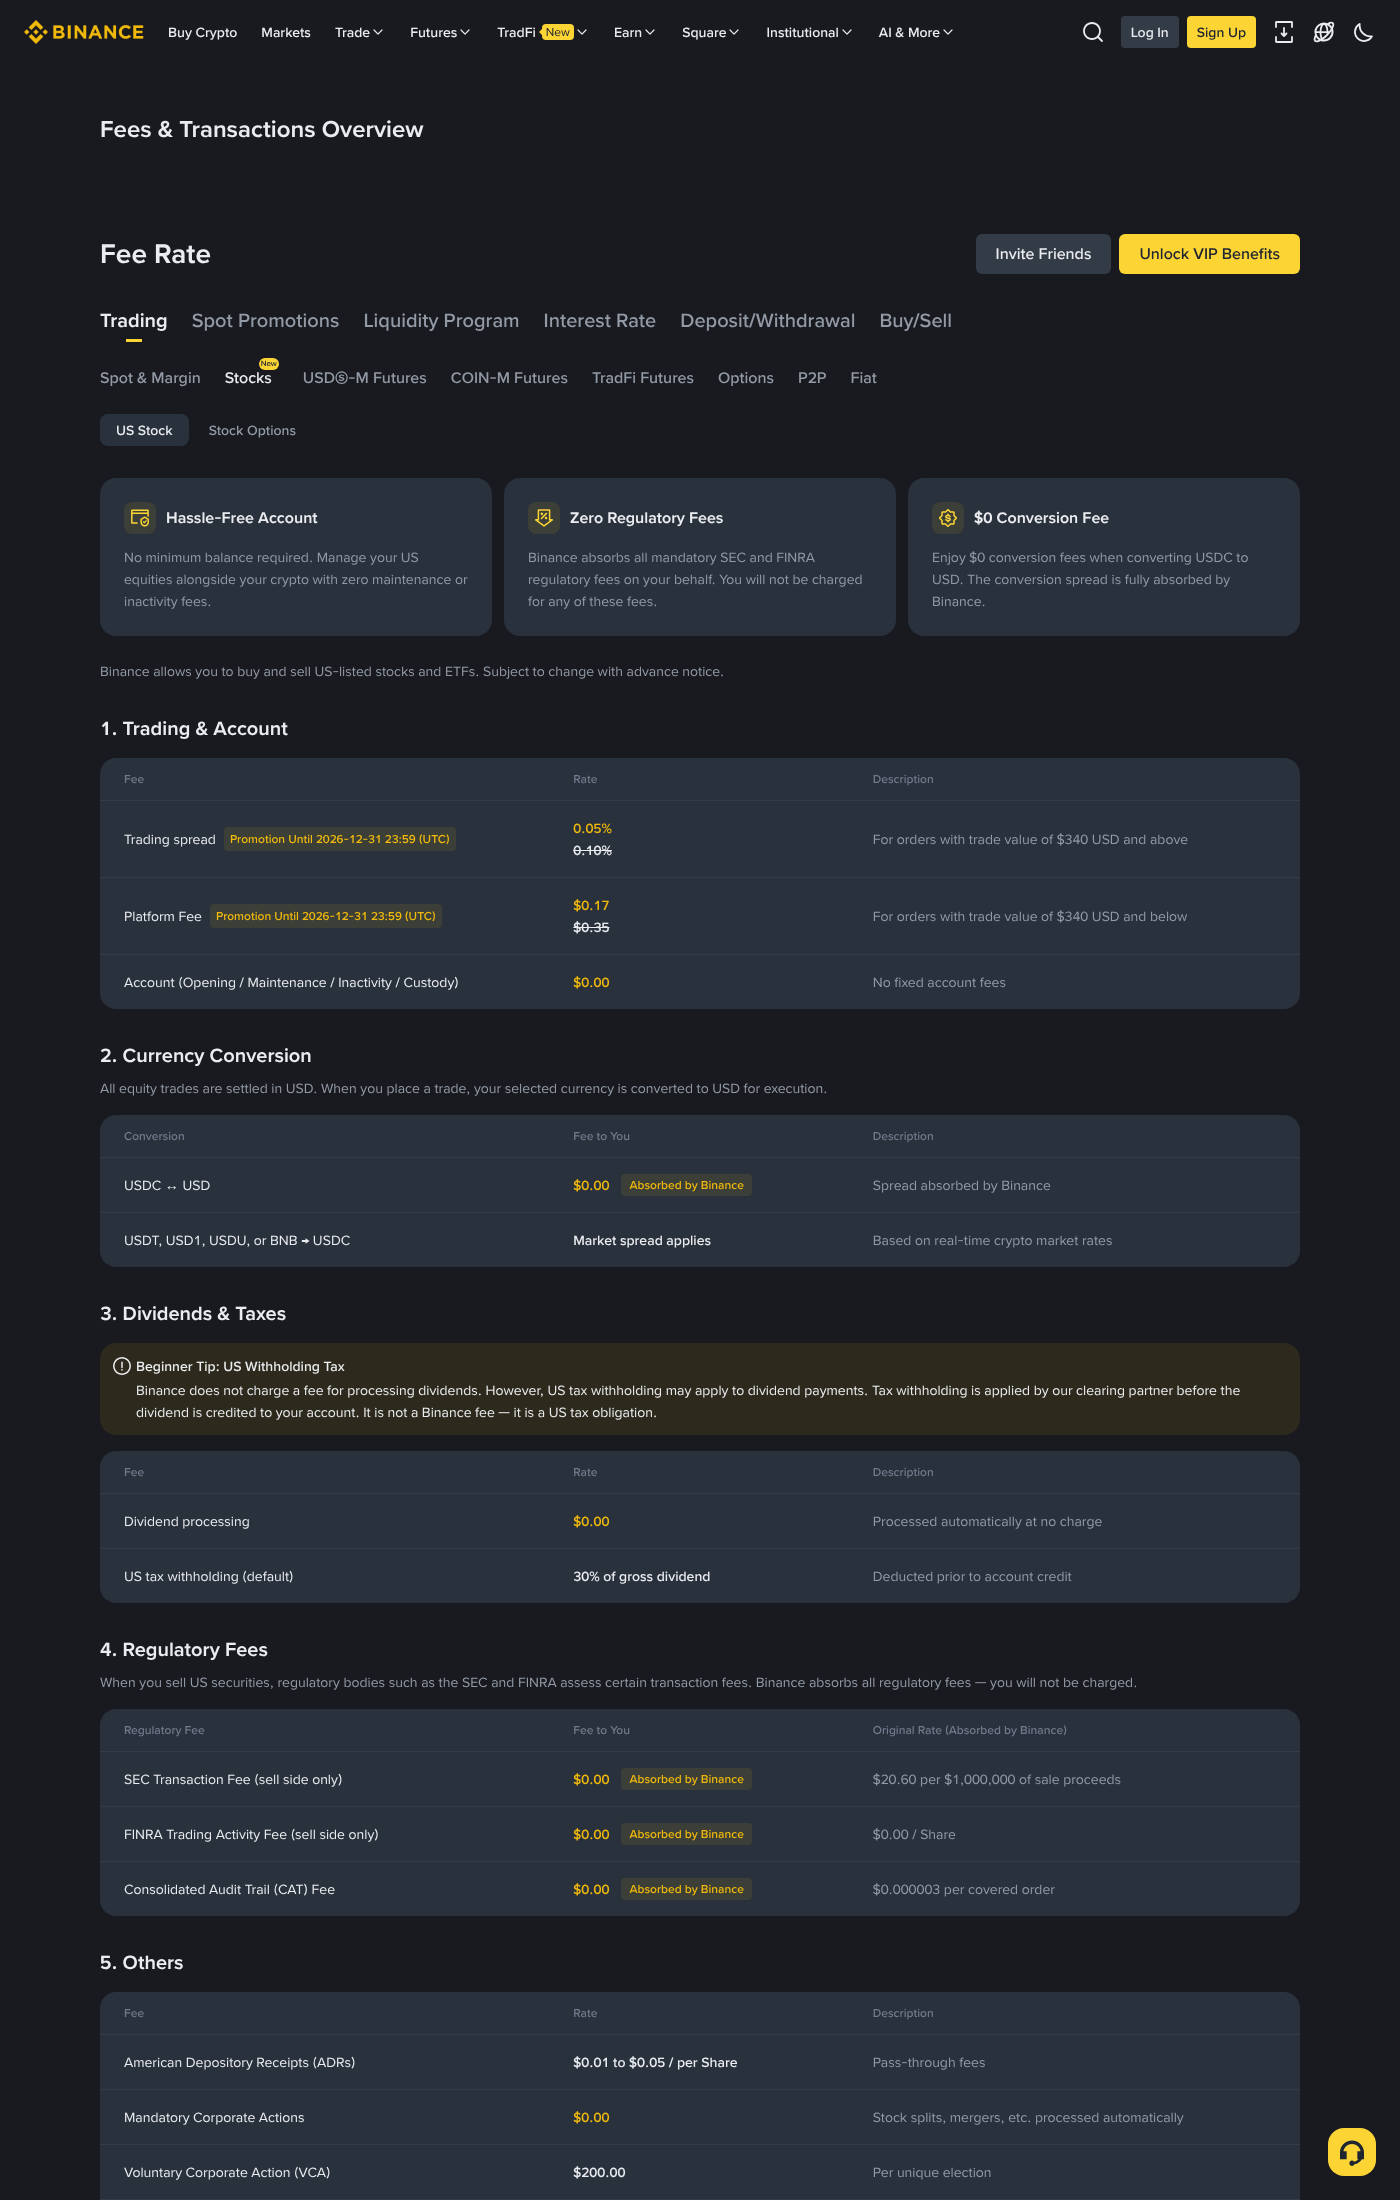 BINANCE Buy Crypto Markets Trade Futures TradFi New Earn Square Institutional AI & More Log In Sign Up
Fees & Transactions Overview
Fee Rate
Invite Friends Unlock VIP Benefits
Trading Spot Promotions Liquidity Program Interest Rate Deposit/Withdrawal Buy/Sell
Spot & Margin Stocks New USDⓈ-M Futures COIN-M Futures TradFi Futures Options P2P Fiat
US Stock Stock Options
Hassle-Free Account
No minimum balance required. Manage your US
equities alongside your crypto with zero maintenance or
inactivity fees.
Zero Regulatory Fees
Binance absorbs all mandatory SEC and FINRA
regulatory fees on your behalf. You will not be charged
for any of these fees.
$0 Conversion Fee
Enjoy $0 conversion fees when converting USDC to
USD. The conversion spread is fully absorbed by
Binance.
Binance allows you to buy and sell US-listed stocks and ETFs. Subject to change with advance notice.
1. Trading & Account
Fee Rate Description
Trading spread Promotion Until 2026-12-31 23:59 (UTC) 0.05% 0.10% For orders with trade value of $340 USD and above
Platform Fee Promotion Until 2026-12-31 23:59 (UTC) $0.17 $0.35 For orders with trade value of $340 USD and below
Account (Opening / Maintenance / Inactivity / Custody) $0.00 No fixed account fees
2. Currency Conversion
All equity trades are settled in USD. When you place a trade, your selected currency is converted to USD for execution.
Conversion Fee to You Description
USDC ↔ USD $0.00 Absorbed by Binance Spread absorbed by Binance
USDT, USD1, USDU, or BNB → USDC Market spread applies Based on real-time crypto market rates
3. Dividends & Taxes
Beginner Tip: US Withholding Tax
Binance does not charge a fee for processing dividends. However, US tax withholding may apply to dividend payments. Tax withholding is applied by our clearing partner before the
dividend is credited to your account. It is not a Binance fee — it is a US tax obligation.
Fee Rate Description
Dividend processing $0.00 Processed automatically at no charge
US tax withholding (default) 30% of gross dividend Deducted prior to account credit
4. Regulatory Fees
When you sell US securities, regulatory bodies such as the SEC and FINRA assess certain transaction fees. Binance absorbs all regulatory fees — you will not be charged.
Regulatory Fee Fee to You Original Rate (Absorbed by Binance)
SEC Transaction Fee (sell side only) $0.00 Absorbed by Binance $20.60 per $1,000,000 of sale proceeds
FINRA Trading Activity Fee (sell side only) $0.00 Absorbed by Binance $0.00 / Share
Consolidated Audit Trail (CAT) Fee $0.00 Absorbed by Binance $0.000003 per covered order
5. Others
Fee Rate Description
American Depository Receipts (ADRs) $0.01 to $0.05 / per Share Pass-through fees
Mandatory Corporate Actions $0.00 Stock splits, mergers, etc. processed automatically
Voluntary Corporate Action (VCA) $200.00 Per unique election